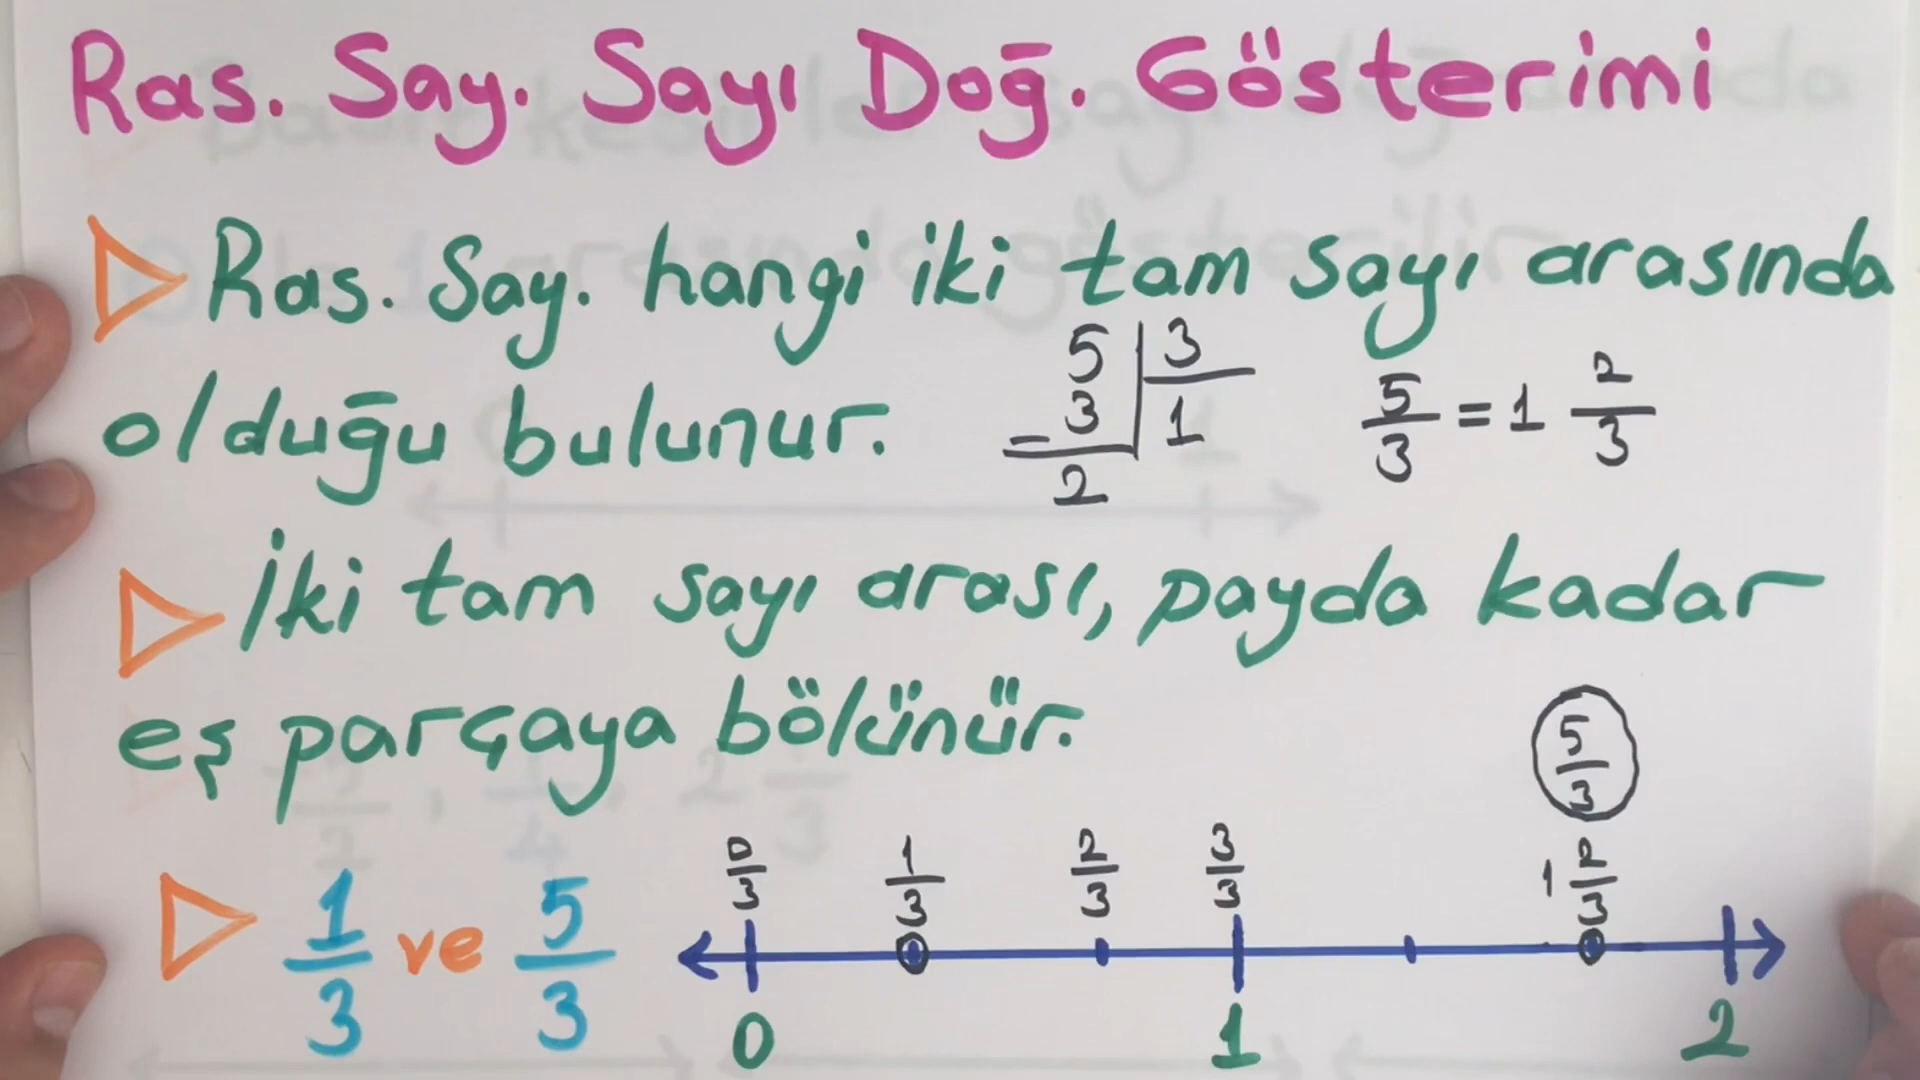 Ras. Say. Sayı Doğ. Gösterimi
Ras. Say. hangi iki tam sayı arasında
olduğu bulunur.
5 | 3
- 3 | 1
2
5/3 = 1 2/3
İki tam sayı arası, payda kadar
eş parçaya bölünür.
1/3 ve 5/3
5/3
0/3 1/3 2/3 3/3 1 2/3
0 1 2